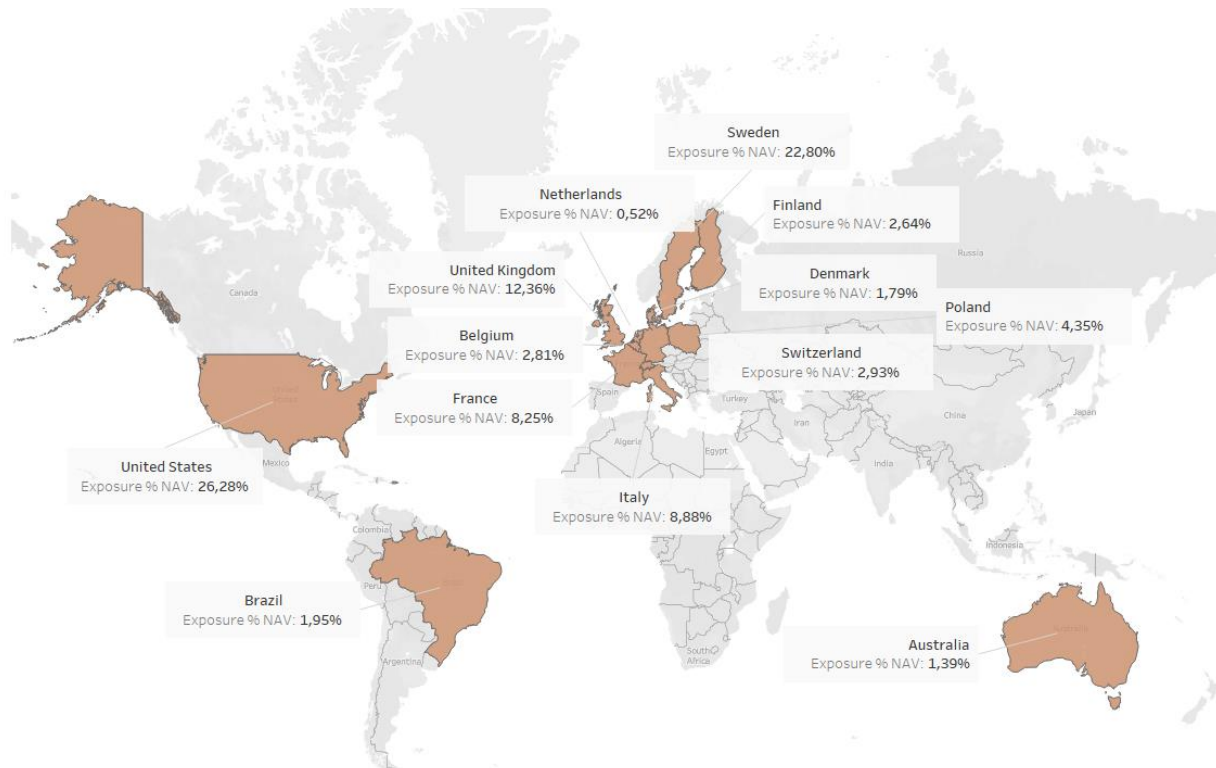 Sweden
Exposure % NAV: 22,80%
Netherlands
Exposure % NAV: 0,52%
Finland
Exposure % NAV: 2,64%
Russia
United Kingdom
Exposure % NAV: 12,36%
Denmark
Exposure % NAV: 1,79%
Canada
Poland
Exposure % NAV: 4,35%
Belgium
Exposure % NAV: 2,81%
Switzerland
Exposure % NAV: 2,93%
France
Exposure % NAV: 8,25%
Spain
Turkey
China
Japan
Iran
Algeria
Egypt
India
United States
Exposure % NAV: 26,28%
Mexico
Italy
Exposure % NAV: 8,88%
Colombia
Indonesia
Brazil
Exposure % NAV: 1,95%
Peru
Australia
Australia
Exposure % NAV: 1,39%
South
Africa
Argentina